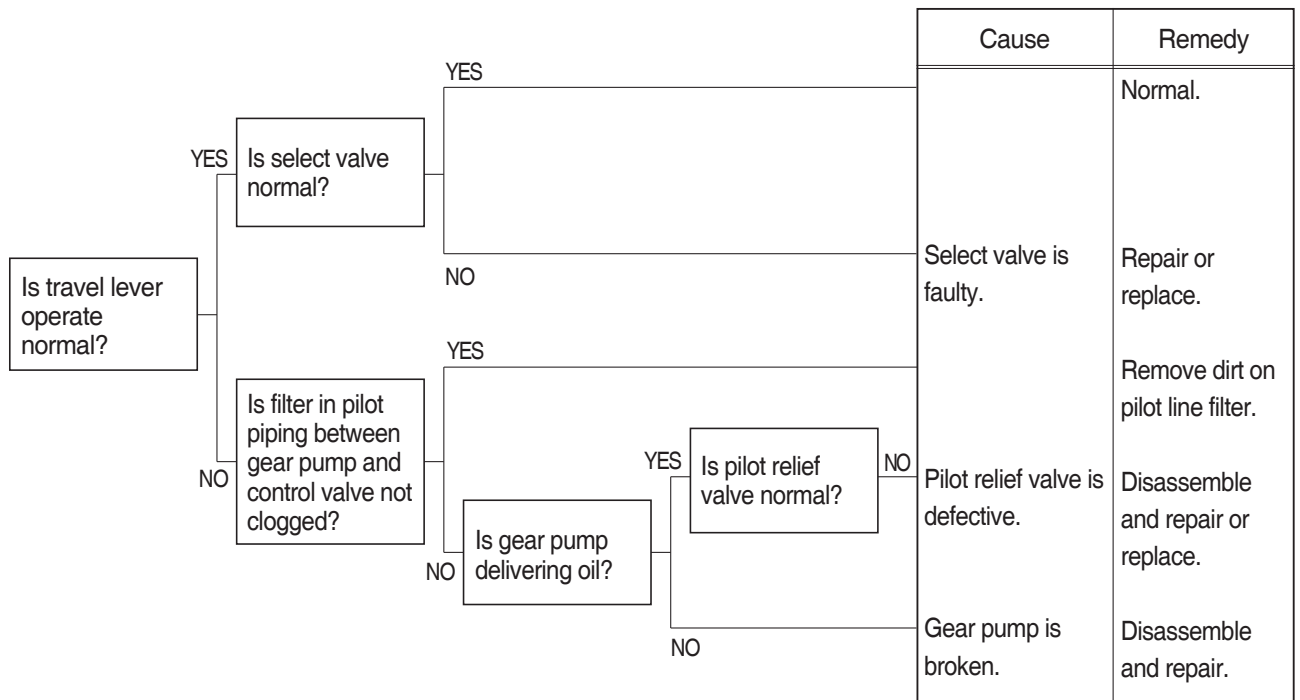 Cause
Remedy
YES
Normal.
YES
Is select valve
normal?
NO
Select valve is
faulty.
Repair or
replace.
Is travel lever
operate
normal?
YES
Remove dirt on
pilot line filter.
NO
Is filter in pilot
piping between
gear pump and
control valve not
clogged?
YES
Is pilot relief
valve normal?
NO
Pilot relief valve is
defective.
Disassemble
and repair or
replace.
NO
Is gear pump
delivering oil?
NO
Gear pump is
broken.
Disassemble
and repair.